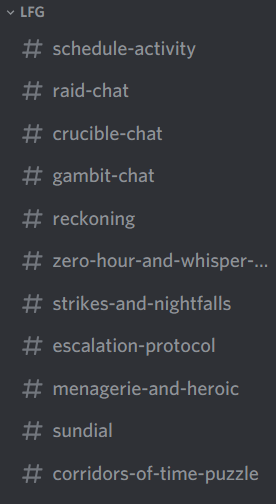 LFG
# schedule-activity
# raid-chat
# crucible-chat
# gambit-chat
# reckoning
# zero-hour-and-whisper-...
# strikes-and-nightfalls
# escalation-protocol
# menagerie-and-heroic
# sundial
# corridors-of-time-puzzle